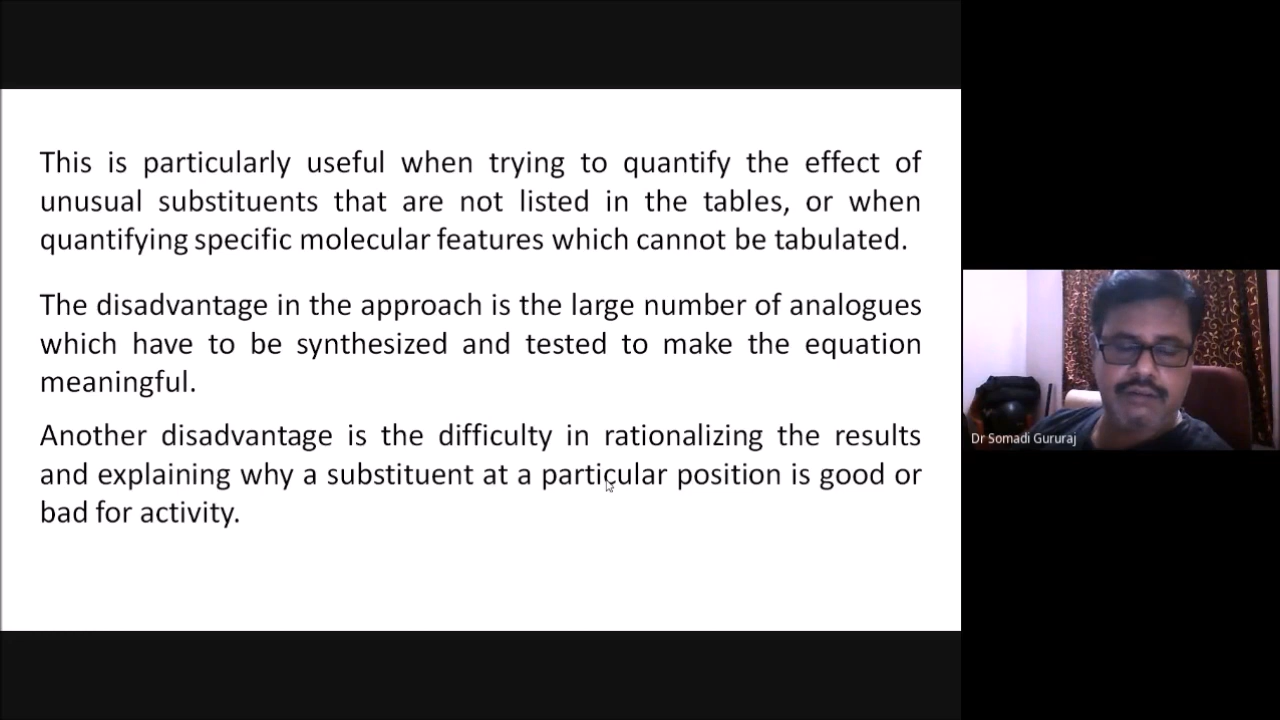 This is particularly useful when trying to quantify the effect of
unusual substituents that are not listed in the tables, or when
quantifying specific molecular features which cannot be tabulated.
The disadvantage in the approach is the large number of analogues
which have to be synthesized and tested to make the equation
meaningful.
Another disadvantage is the difficulty in rationalizing the results
and explaining why a substituent at a particular position is good or
bad for activity.
Dr Somadi Gururaj